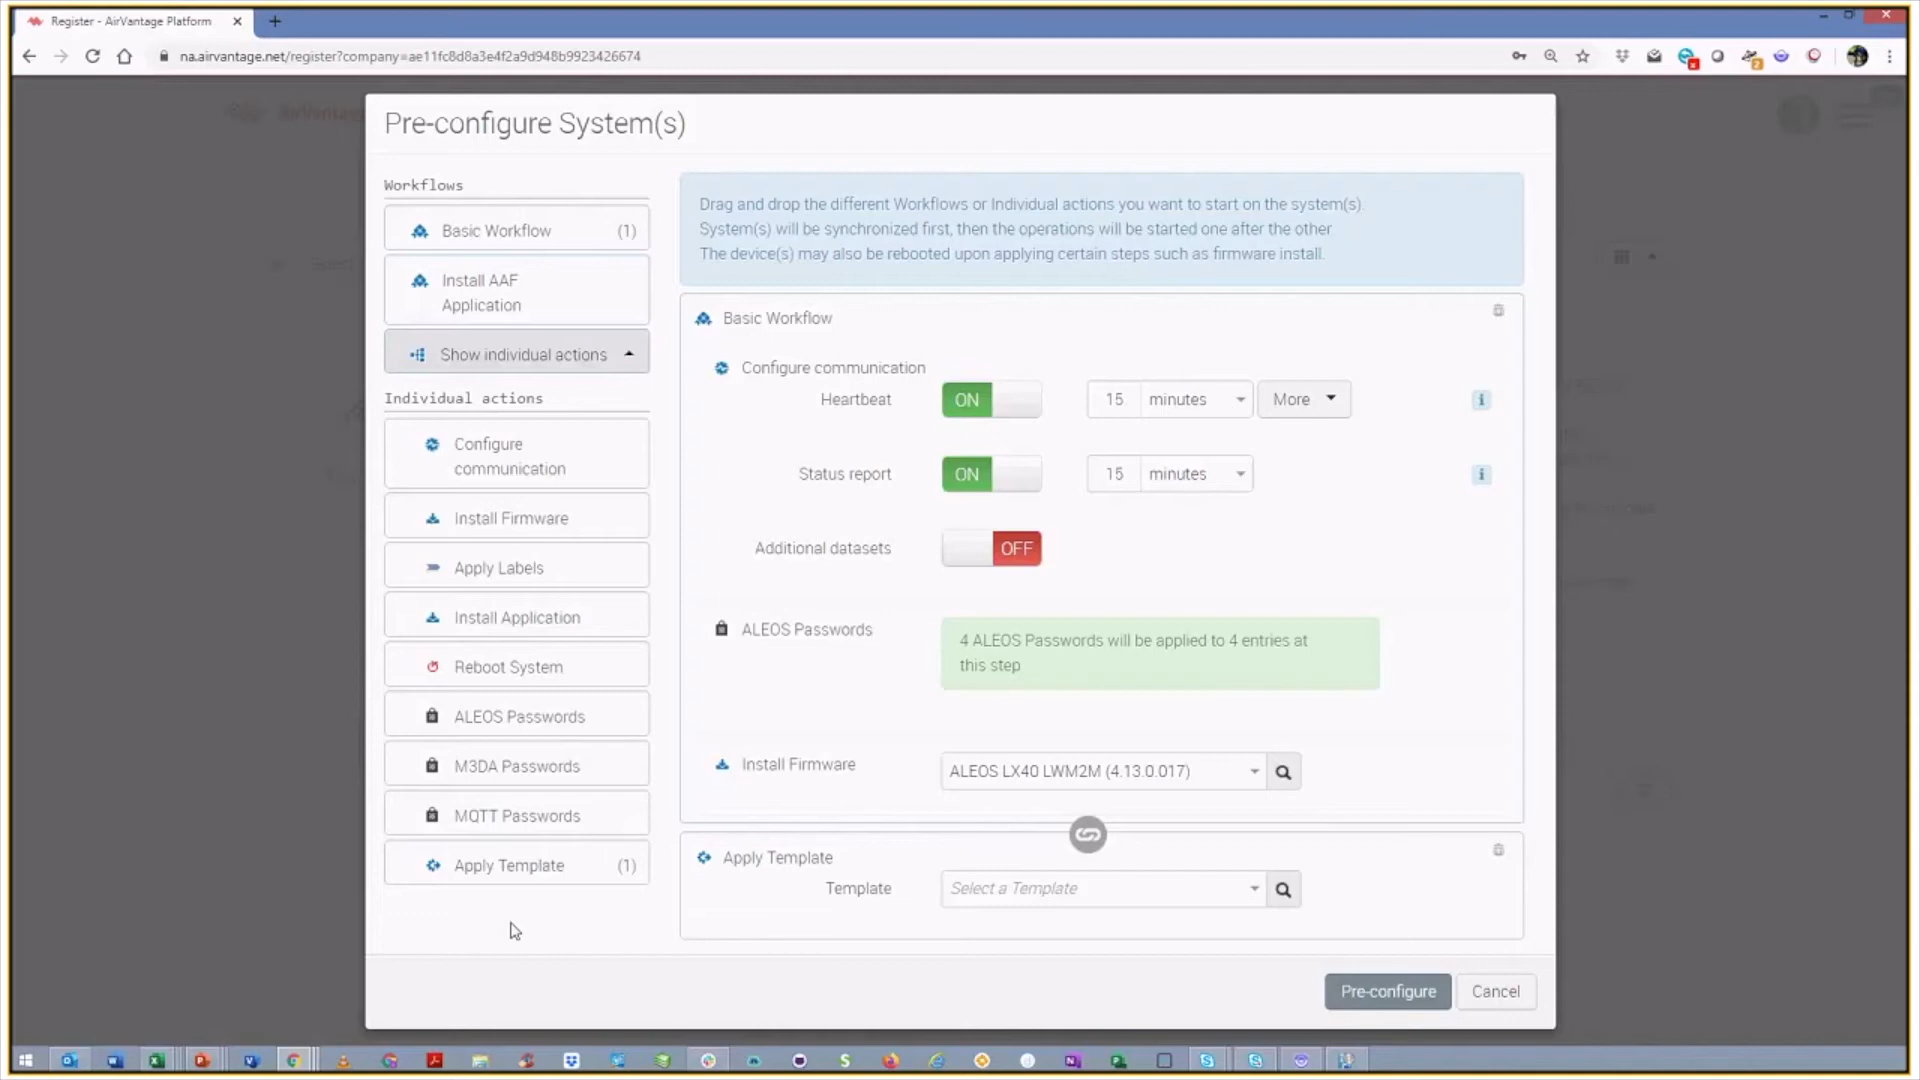 Register - AirVantage Platform
na.airvantage.net/register?company=ae11fc8d8a3e4f2a9d948b9923426674
Pre-configure System(s)
Workflows
Basic Workflow (1)
Install AAF
Application
Show individual actions
Individual actions
Configure
communication
Install Firmware
Apply Labels
Install Application
Reboot System
ALEOS Passwords
M3DA Passwords
MQTT Passwords
Apply Template (1)
Drag and drop the different Workflows or Individual actions you want to start on the system(s).
System(s) will be synchronized first, then the operations will be started one after the other
The device(s) may also be rebooted upon applying certain steps such as firmware install.
Basic Workflow
Configure communication
Heartbeat ON 15 minutes More
Status report ON 15 minutes
Additional datasets OFF
ALEOS Passwords
4 ALEOS Passwords will be applied to 4 entries at
this step
Install Firmware ALEOS LX40 LWM2M (4.13.0.017)
Apply Template
Template Select a Template
Pre-configure Cancel